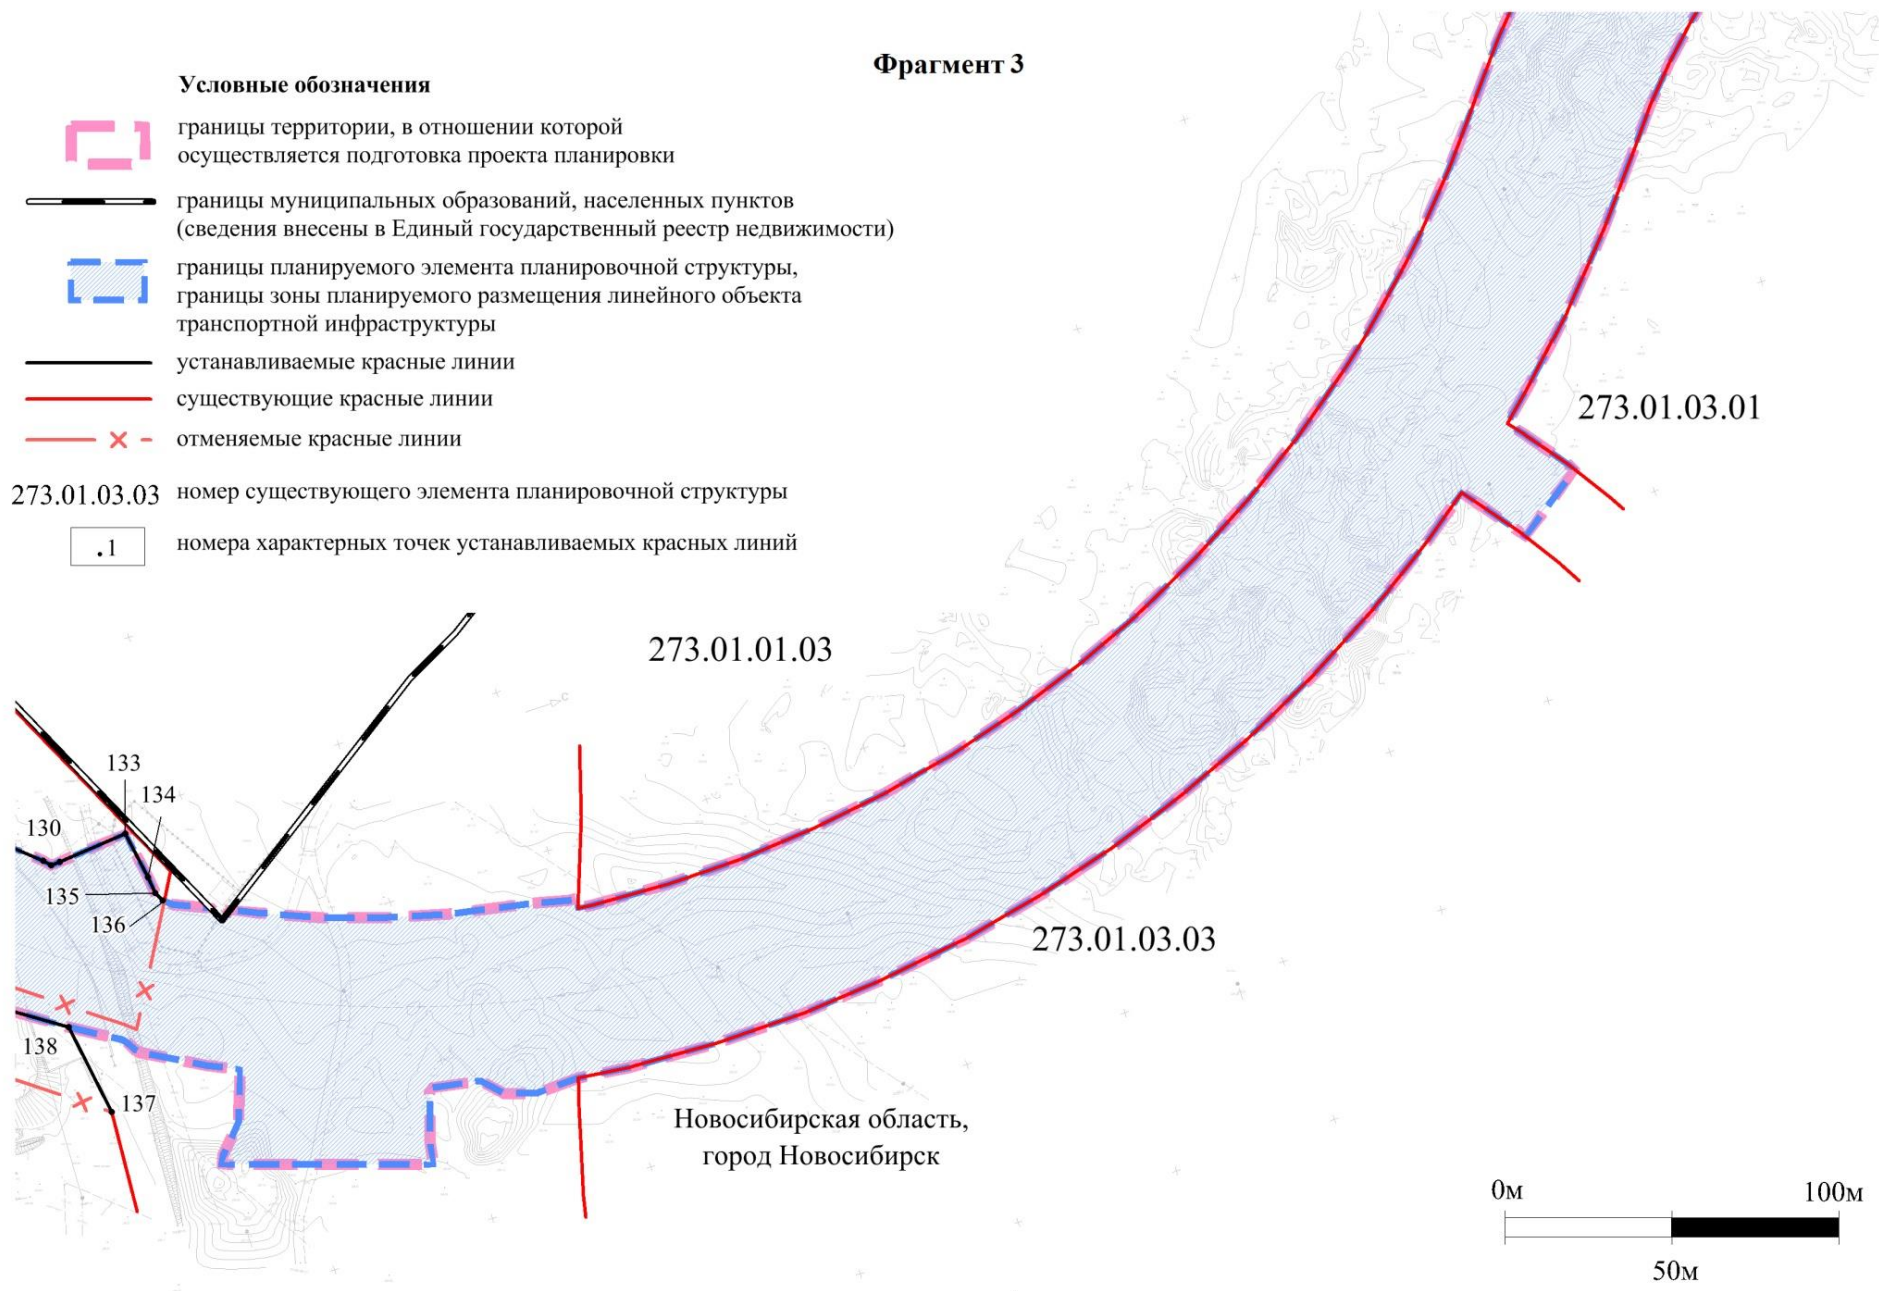 Фрагмент 3
Условные обозначения
границы территории, в отношении которой
осуществляется подготовка проекта планировки
границы муниципальных образований, населенных пунктов
(сведения внесены в Единый государственный реестр недвижимости)
границы планируемого элемента планировочной структуры,
границы зоны планируемого размещения линейного объекта
транспортной инфраструктуры
устанавливаемые красные линии
существующие красные линии
отменяемые красные линии
273.01.03.03 номер существующего элемента планировочной структуры
.1 номера характерных точек устанавливаемых красных линий
273.01.03.01
273.01.01.03
133
134
130
135
136
273.01.03.03
138
137
Новосибирская область,
город Новосибирск
0м 100м
50м